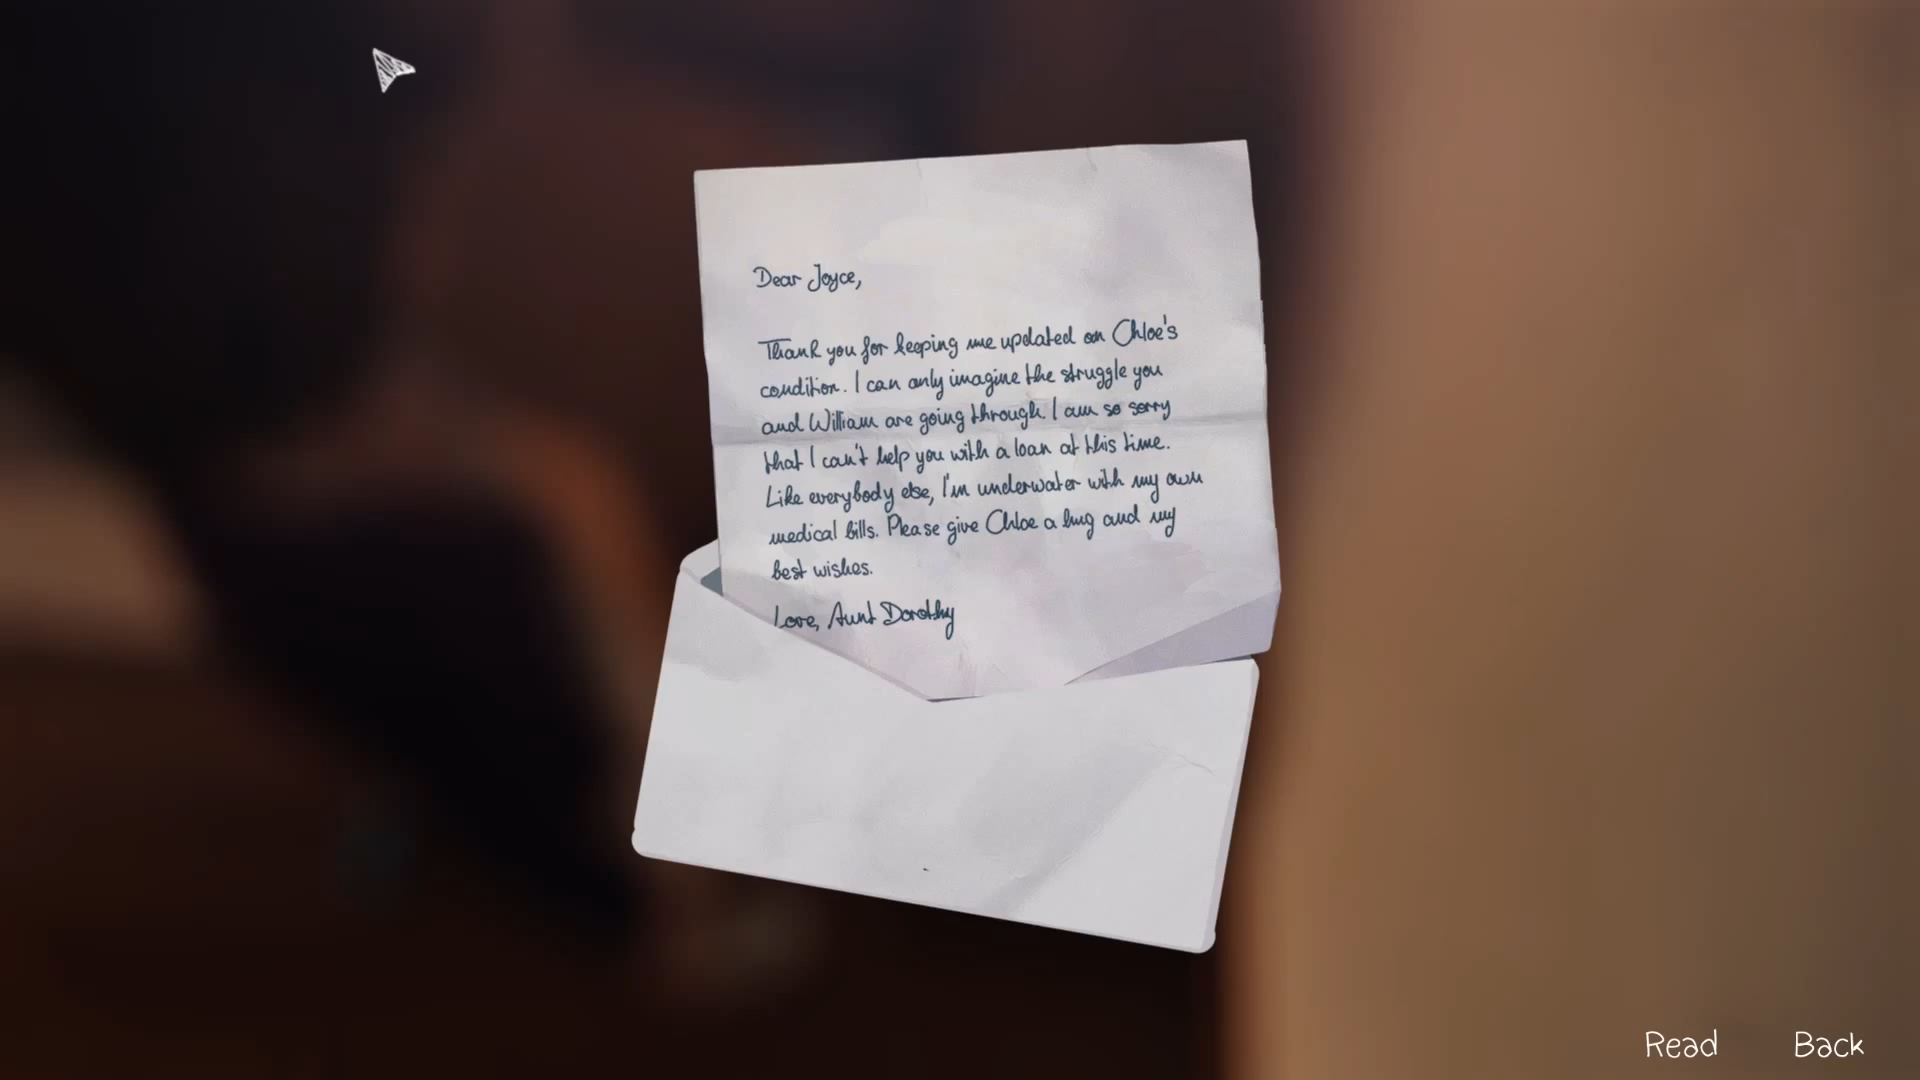 Dear Joyce,
Thank you for keeping me updated on Chloe's
condition. I can only imagine the struggle you
and William are going through. I am so sorry
that I can't help you with a loan at this time.
Like everybody else, I'm underwater with my own
medical bills. Please give Chloe a hug and my
best wishes.
Love, Aunt Dorothy
Read Back